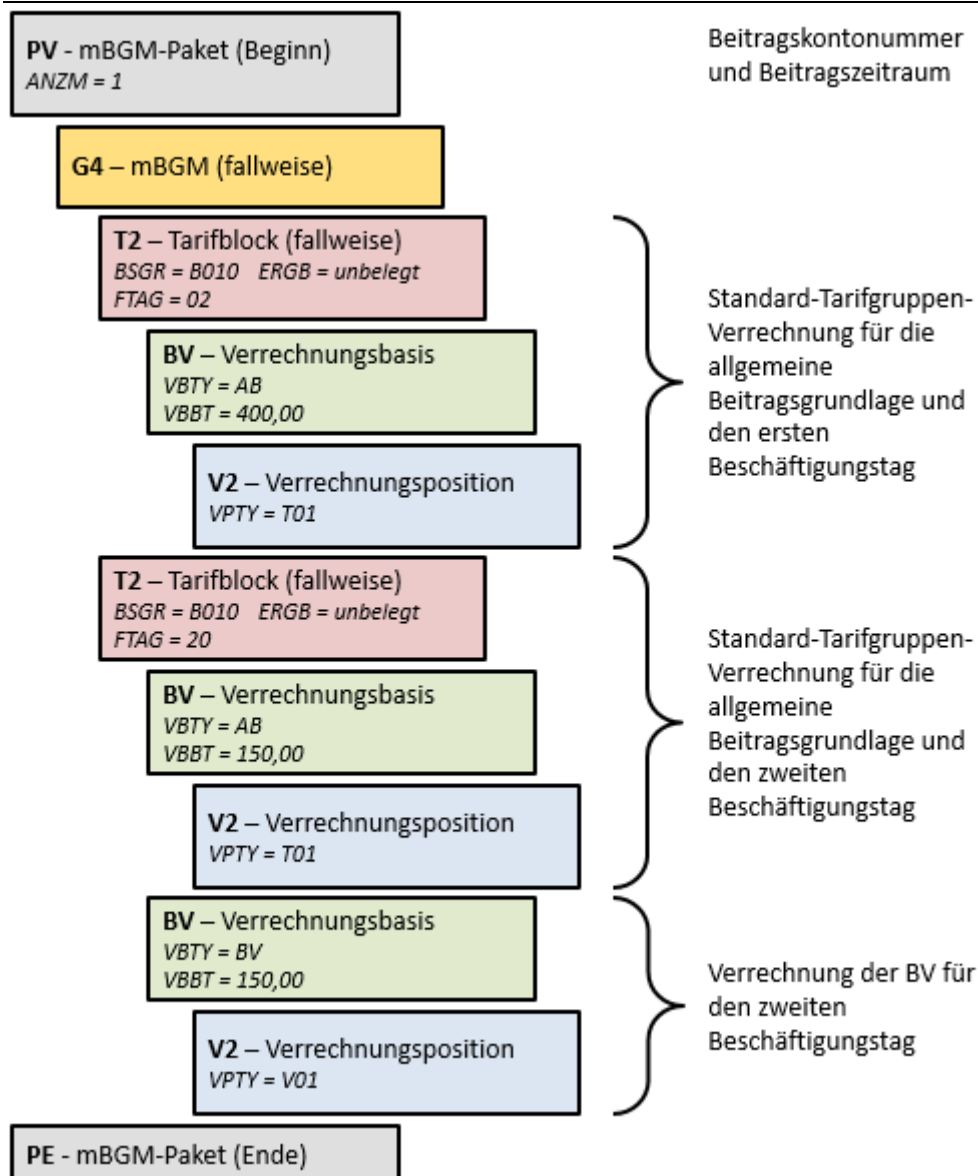 PV - mBGM-Paket (Beginn)
ANZM = 1
Beitragskontonummer
und Beitragszeitraum
G4 – mBGM (fallweise)
T2 – Tarifblock (fallweise)
BSGR = B010 ERGB = unbelegt
FTAG = 02
BV – Verrechnungsbasis
VBTY = AB
VBBT = 400,00
V2 – Verrechnungsposition
VPTY = T01
Standard-Tarifgruppen-
Verrechnung für die
allgemeine
Beitragsgrundlage und
den ersten
Beschäftigungstag
T2 – Tarifblock (fallweise)
BSGR = B010 ERGB = unbelegt
FTAG = 20
BV – Verrechnungsbasis
VBTY = AB
VBBT = 150,00
V2 – Verrechnungsposition
VPTY = T01
Standard-Tarifgruppen-
Verrechnung für die
allgemeine
Beitragsgrundlage und
den zweiten
Beschäftigungstag
BV – Verrechnungsbasis
VBTY = BV
VBBT = 150,00
V2 – Verrechnungsposition
VPTY = V01
Verrechnung der BV für
den zweiten
Beschäftigungstag
PE - mBGM-Paket (Ende)